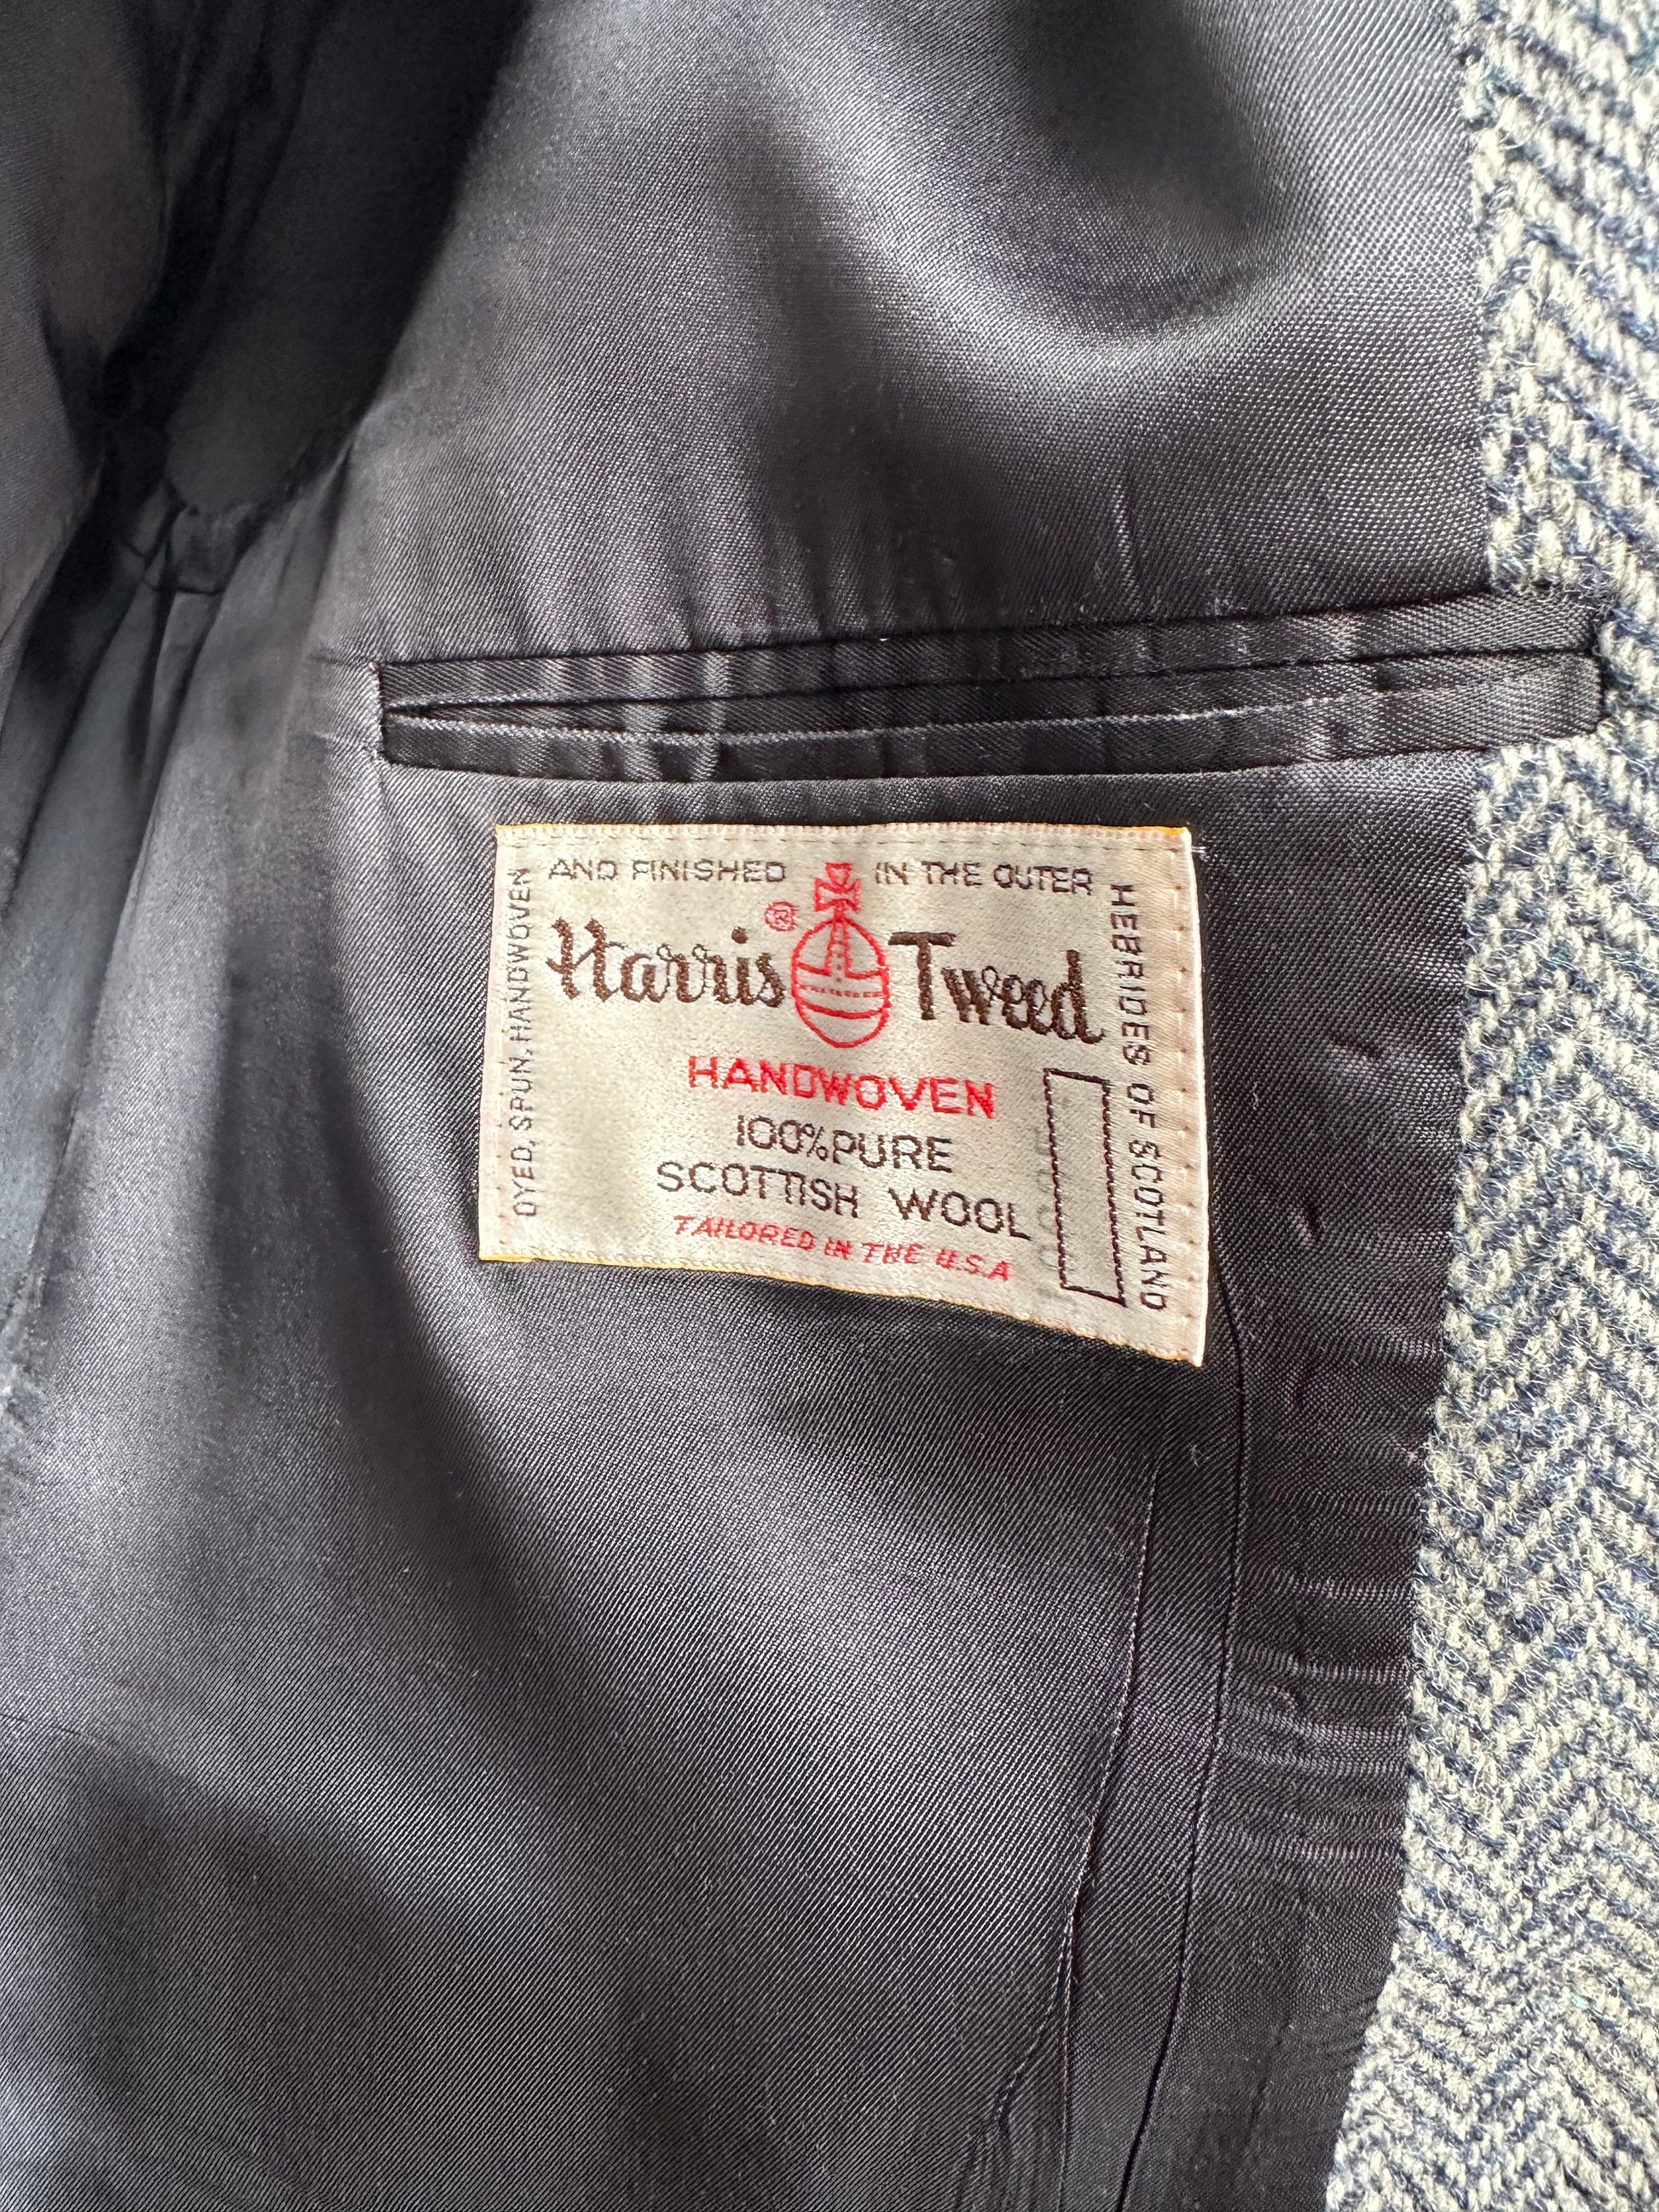 DYED, SPUN, HANDWOVEN
AND FINISHED IN THE OUTER
HEBRIDES OF SCOTLAND
Harris ® Tweed
HANDWOVEN
100% PURE
SCOTTISH WOOL
TAILORED IN THE U.S.A